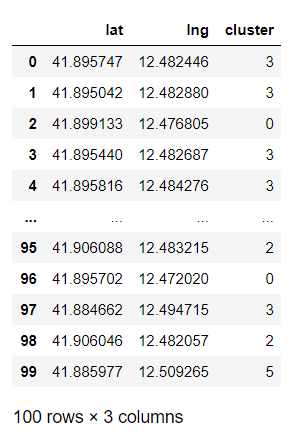 lat lng cluster
0 41.895747 12.482446 3
1 41.895042 12.482880 3
2 41.899133 12.476805 0
3 41.895440 12.482687 3
4 41.895816 12.484276 3
... ... ... ...
95 41.906088 12.483215 2
96 41.895702 12.472020 0
97 41.884662 12.494715 3
98 41.906046 12.482057 2
99 41.885977 12.509265 5
100 rows × 3 columns